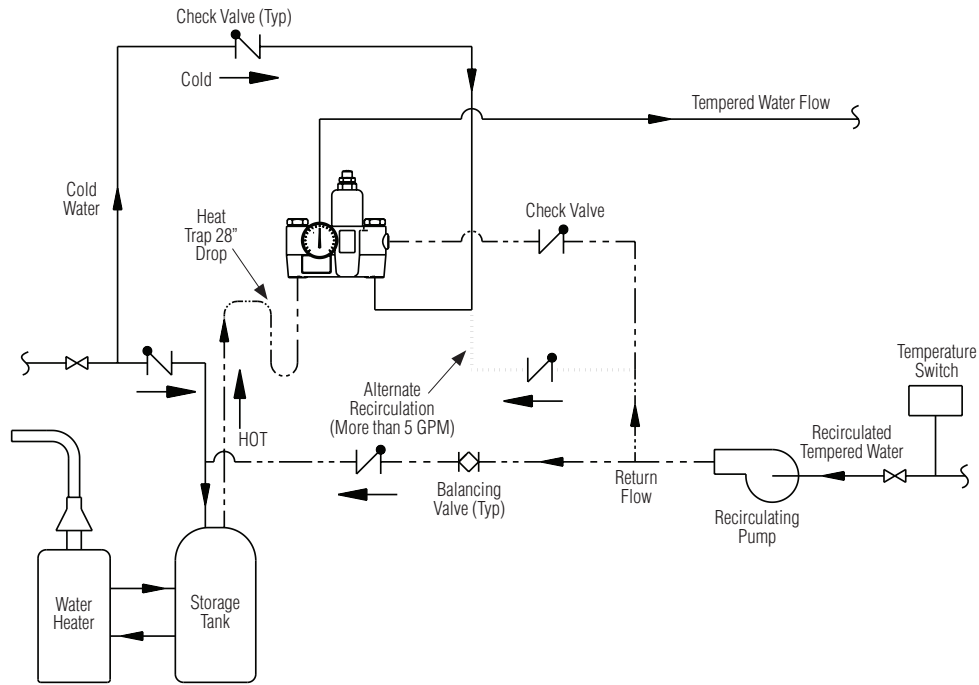 Check Valve (Typ)
Cold
Tempered Water Flow
Cold
Water
Heat
Trap 28"
Drop
Check Valve
Temperature
Switch
Alternate
Recirculation
(More than 5 GPM)
HOT
Recirculated
Tempered Water
Balancing
Valve (Typ)
Return
Flow
Recirculating
Pump
Water
Heater
Storage
Tank